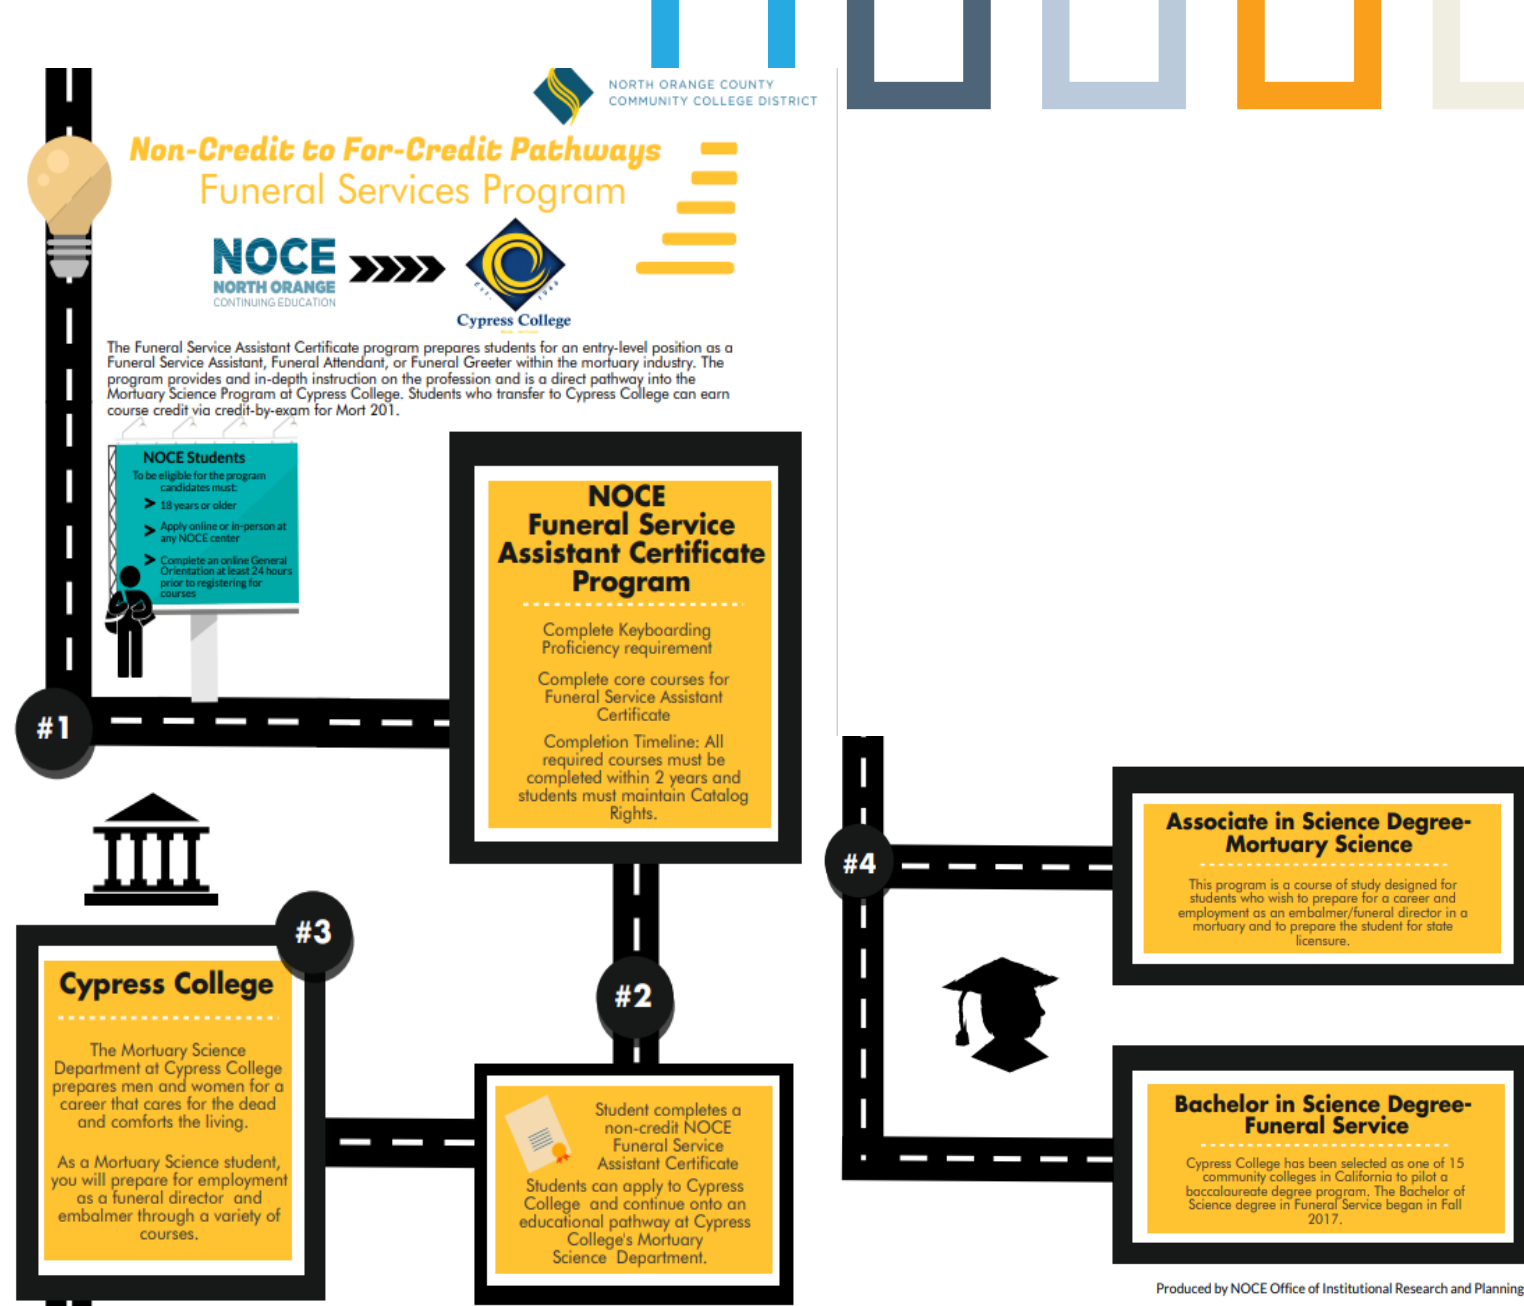 NORTH ORANGE COUNTY
COMMUNITY COLLEGE DISTRICT
Non-Credit to For-Credit Pathways
Funeral Services Program
NOCE
NORTH ORANGE
CONTINUING EDUCATION
Cypress College
The Funeral Service Assistant Certificate program prepares students for an entry-level position as a
Funeral Service Assistant, Funeral Attendant, or Funeral Greeter within the mortuary industry. The
program provides and in-depth instruction on the profession and is a direct pathway into the
Mortuary Science Program at Cypress College. Students who transfer to Cypress College can earn
course credit via credit-by-exam for Mort 201.
NOCE Students
To be eligible for the program
candidates must:
> 18 years or older
> Apply online or in-person at
any NOCE center
> Complete an online General
Orientation at least 24 hours
prior to registering for
courses
#1
NOCE
Funeral Service
Assistant Certificate
Program
Complete Keyboarding
Proficiency requirement
Complete core courses for
Funeral Service Assistant
Certificate
Completion Timeline: All
required courses must be
completed within 2 years and
students must maintain Catalog
Rights.
#2
Student completes a
non-credit NOCE
Funeral Service
Assistant Certificate
Students can apply to Cypress
College and continue onto an
educational pathway at Cypress
College's Mortuary
Science Department.
#3
Cypress College
The Mortuary Science
Department at Cypress College
prepares men and women for a
career that cares for the dead
and comforts the living.
As a Mortuary Science student,
you will prepare for employment
as a funeral director and
embalmer through a variety of
courses.
#4
Associate in Science Degree-
Mortuary Science
This program is a course of study designed for
students who wish to prepare for a career and
employment as an embalmer/funeral director in a
mortuary and to prepare the student for state
licensure.
Bachelor in Science Degree-
Funeral Service
Cypress College has been selected as one of 15
community colleges in California to pilot a
baccalaureate degree program. The Bachelor of
Science degree in Funeral Service began in Fall
2017.
Produced by NOCE Office of Institutional Research and Planning